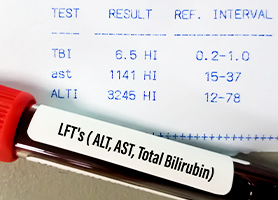 TEST RESULT REF. INTERVAL
TBI 6.5 HI 0.2-1.0
ast 1141 HI 15-37
ALTI 3245 HI 12-78
LFT's ( ALT, AST, Total Bilirubin)